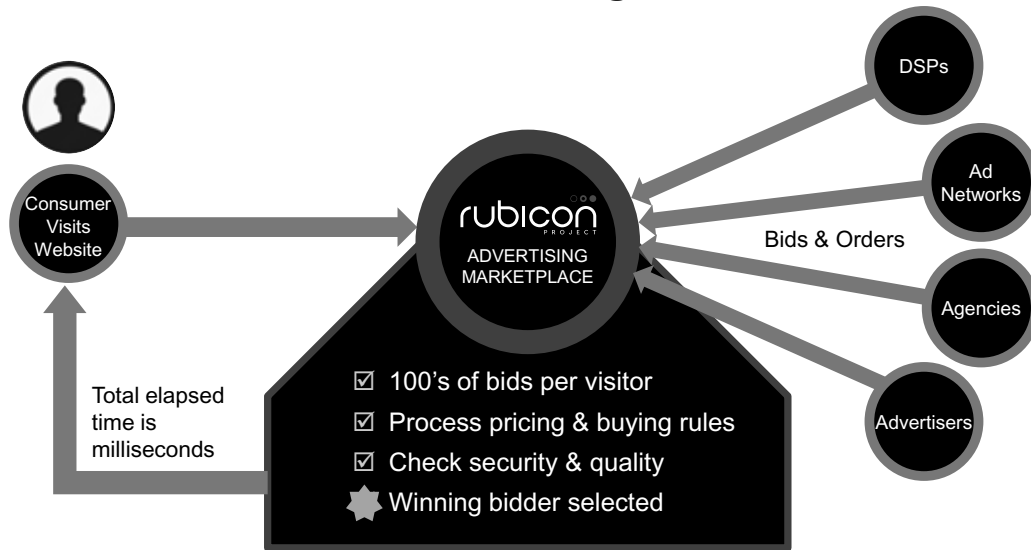 DSPs
Ad
Networks
Consumer
Visits
Website
rubicon
PROJECT
ADVERTISING
MARKETPLACE
Bids & Orders
Agencies
Advertisers
Total elapsed
time is
milliseconds
100's of bids per visitor
Process pricing & buying rules
Check security & quality
Winning bidder selected